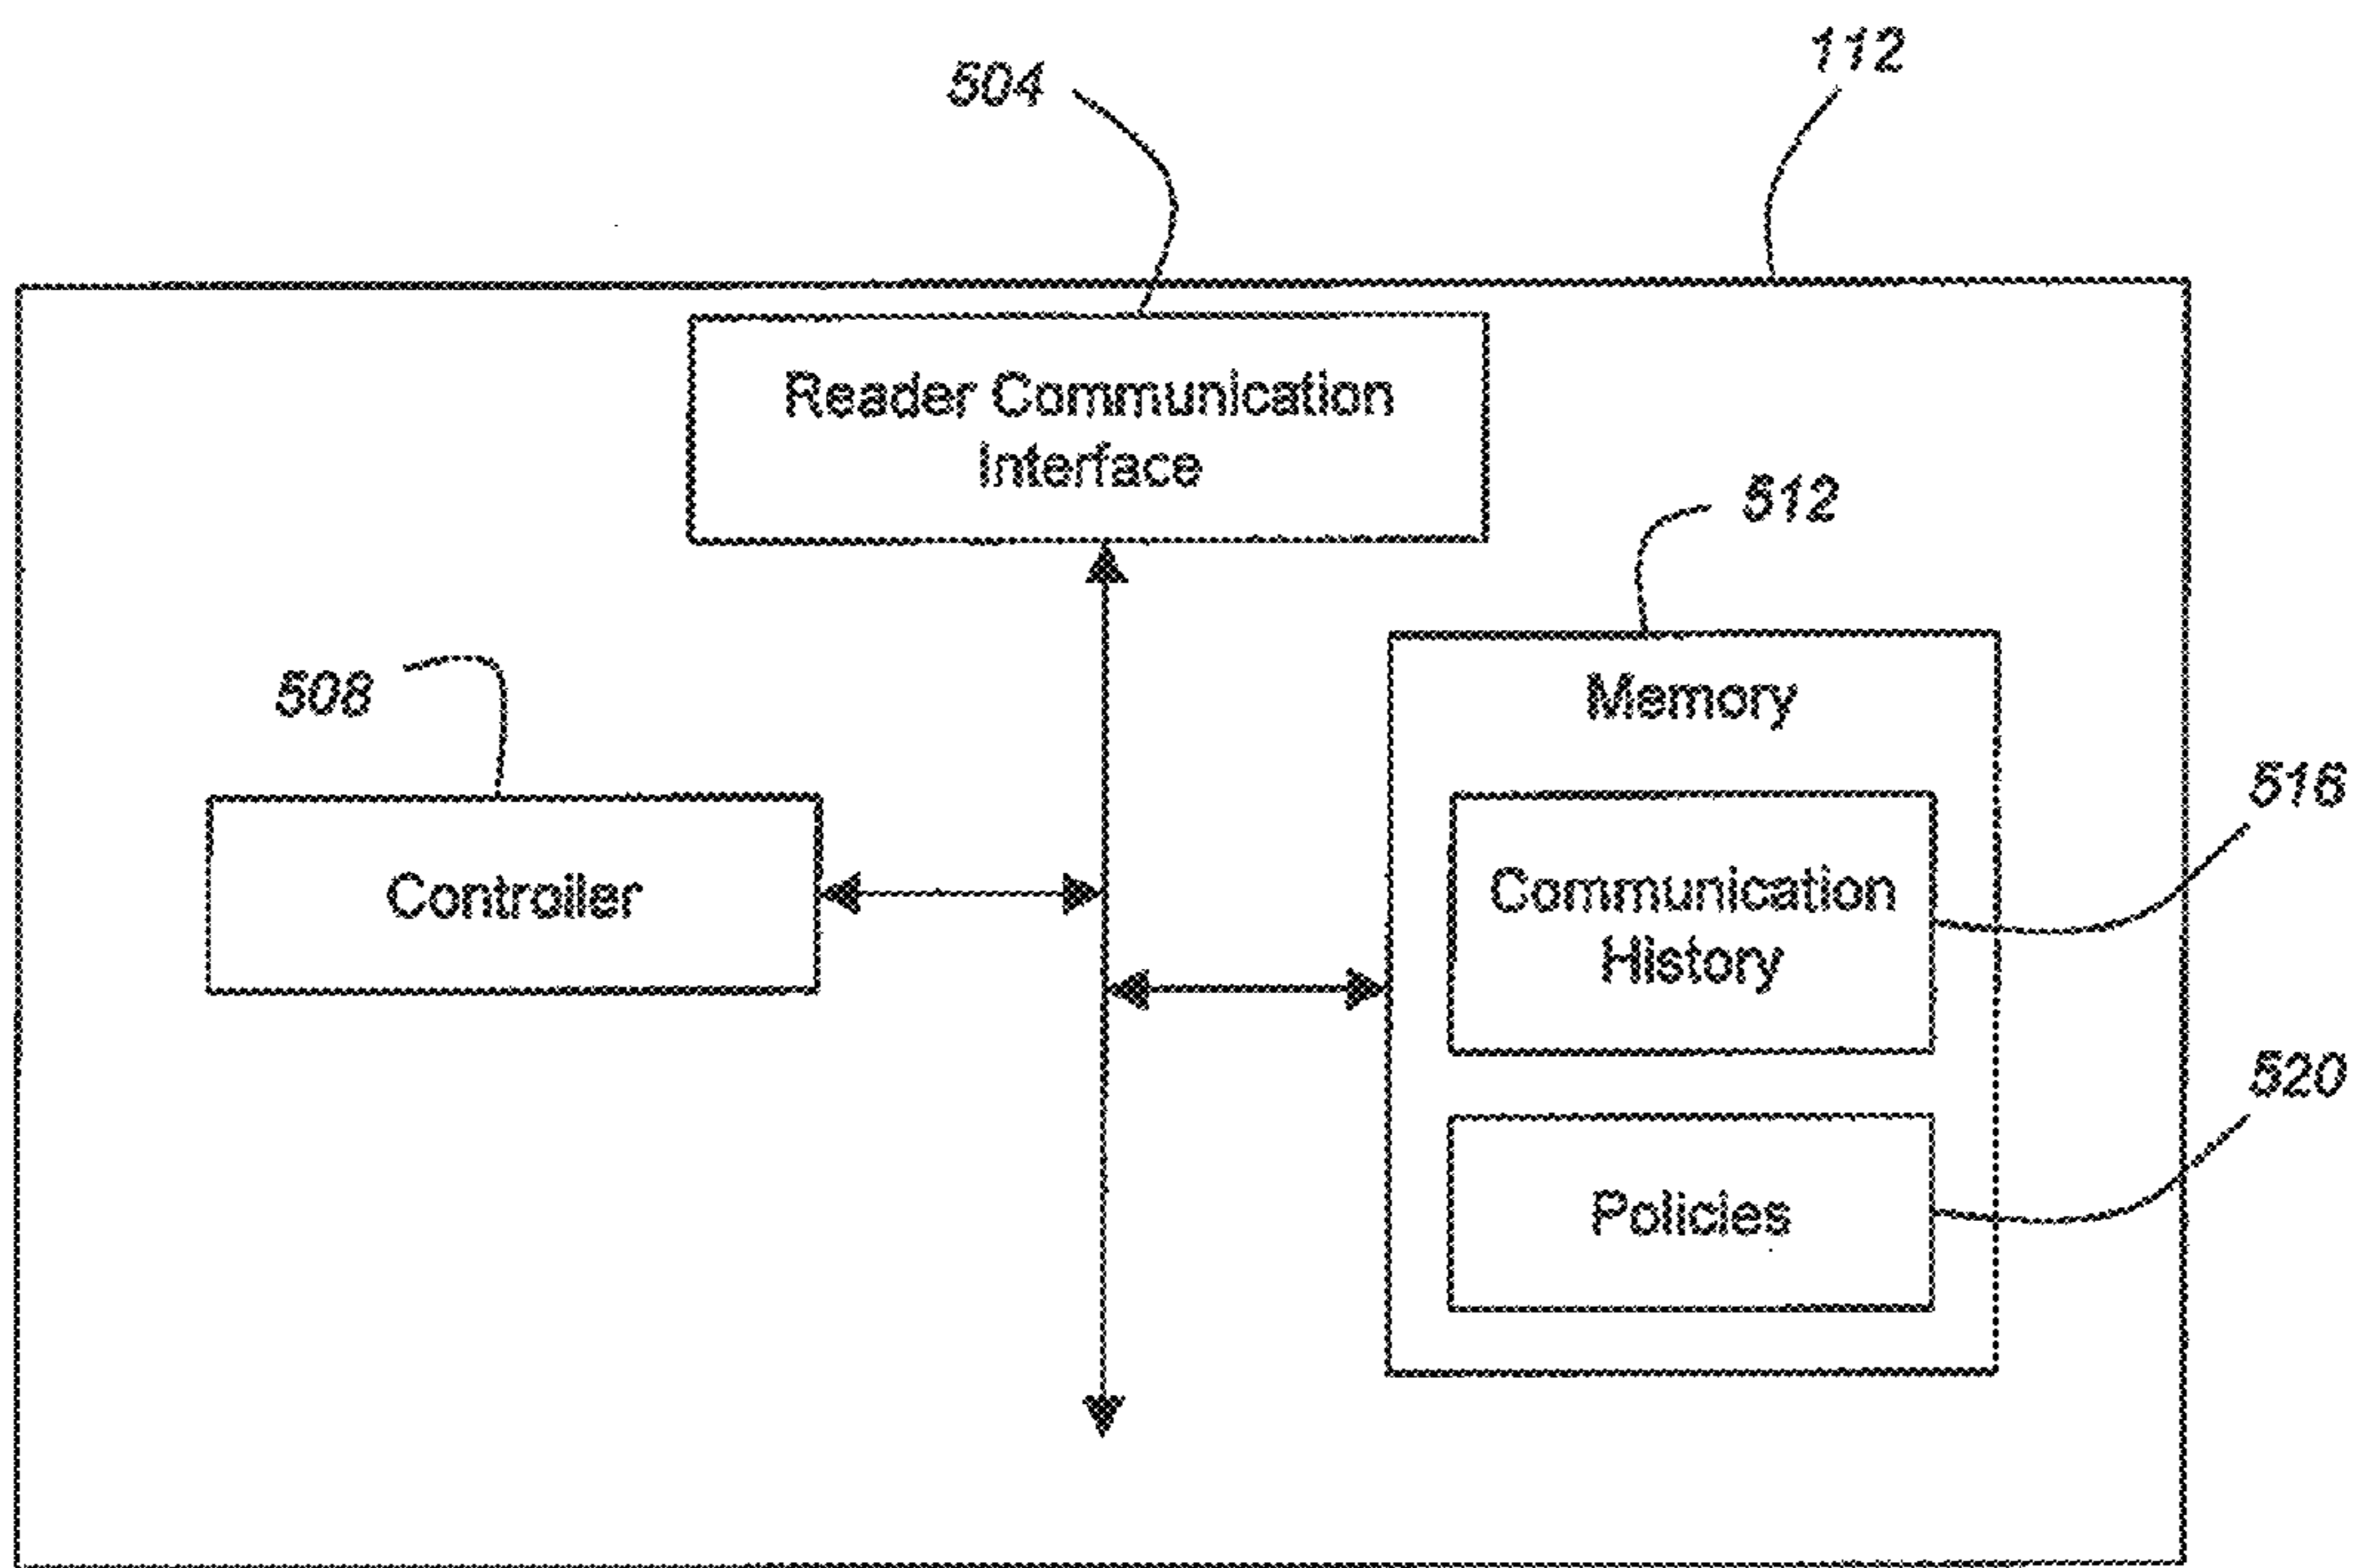 112
504
Reader Communication
Interface
512
508
Memory
516
Controller
Communication
History
520
Policies